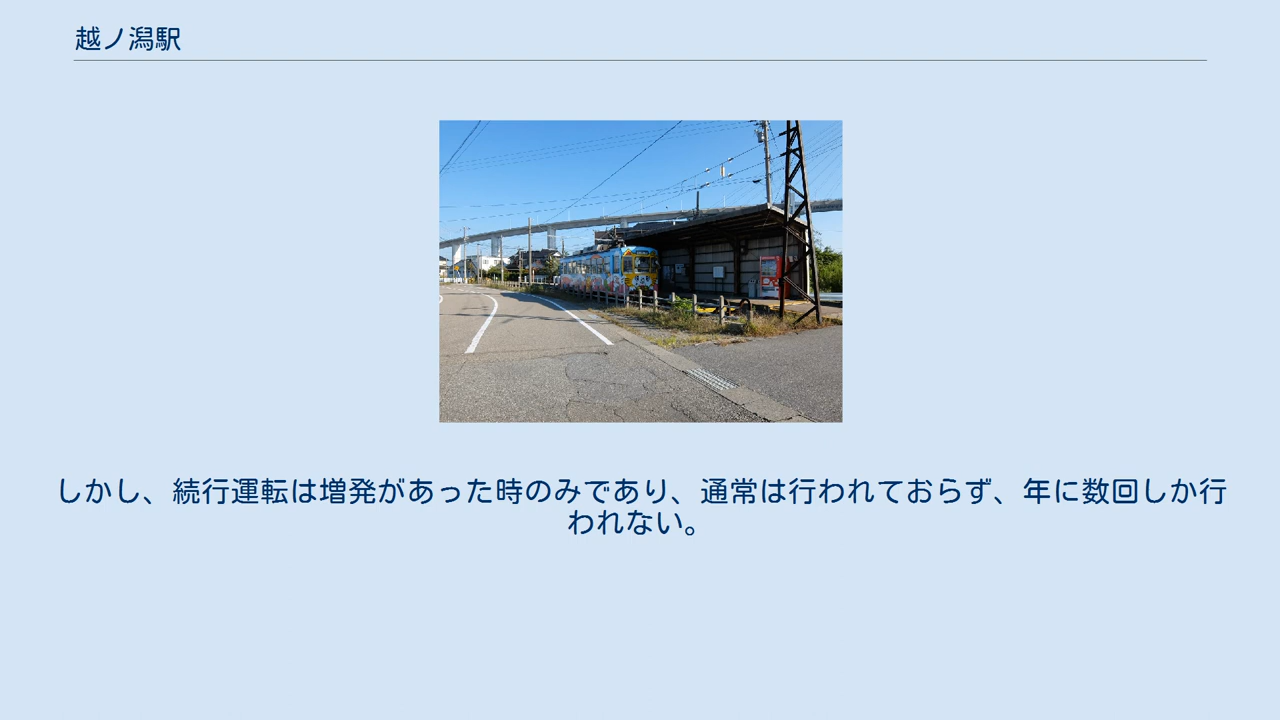 越ノ潟駅
しかし、続行運転は増発があった時のみであり、通常は行われておらず、年に数回しか行
われない。